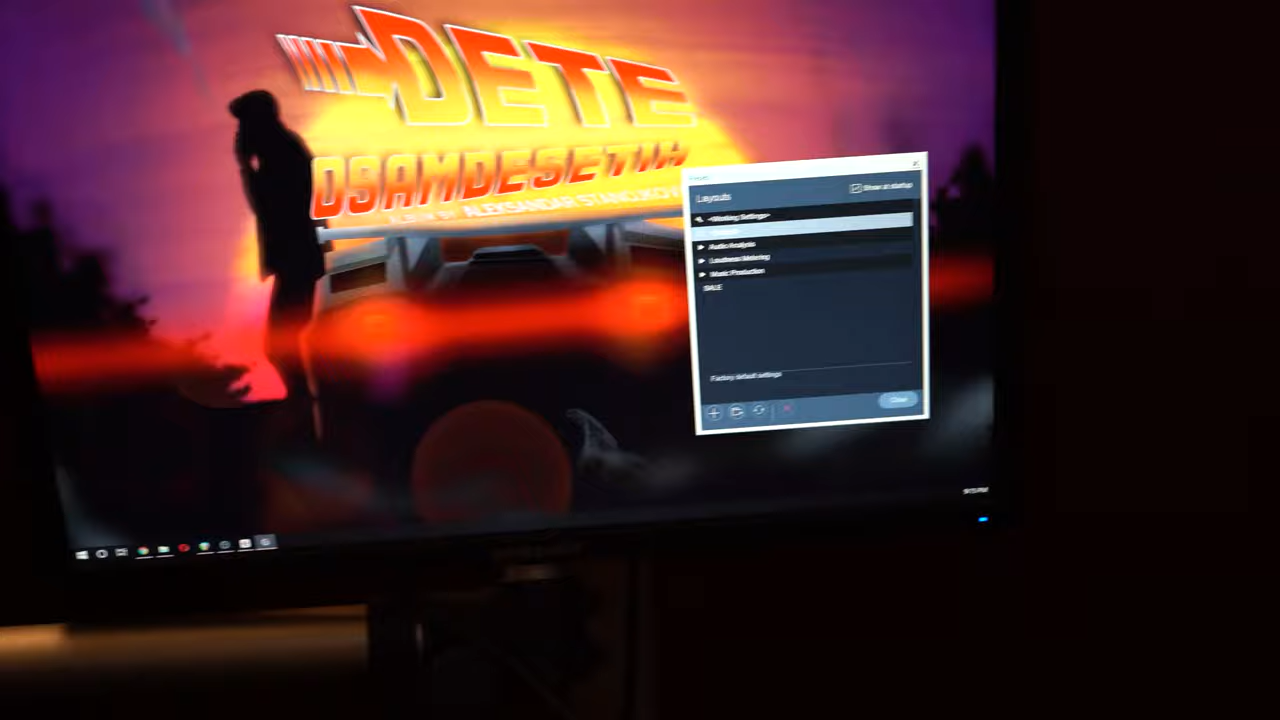 DETE
OSAMDESETIH
ALEKSANDAR STANOJKOV
Layouts
Show at startup
<Working Settings>
Audio Analysis
Loudness Metering
Music Production
SALE
Factory default settings
Close